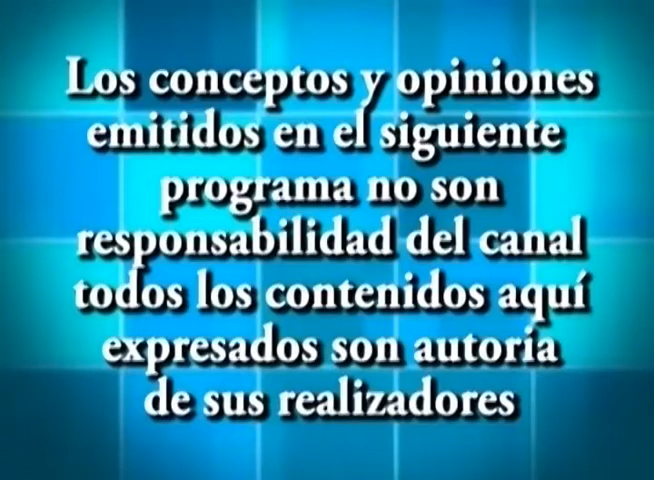 Los conceptos y opiniones
emitidos en el siguiente
programa no son
responsabilidad del canal
todos los contenidos aquí
expresados son autoría
de sus realizadores